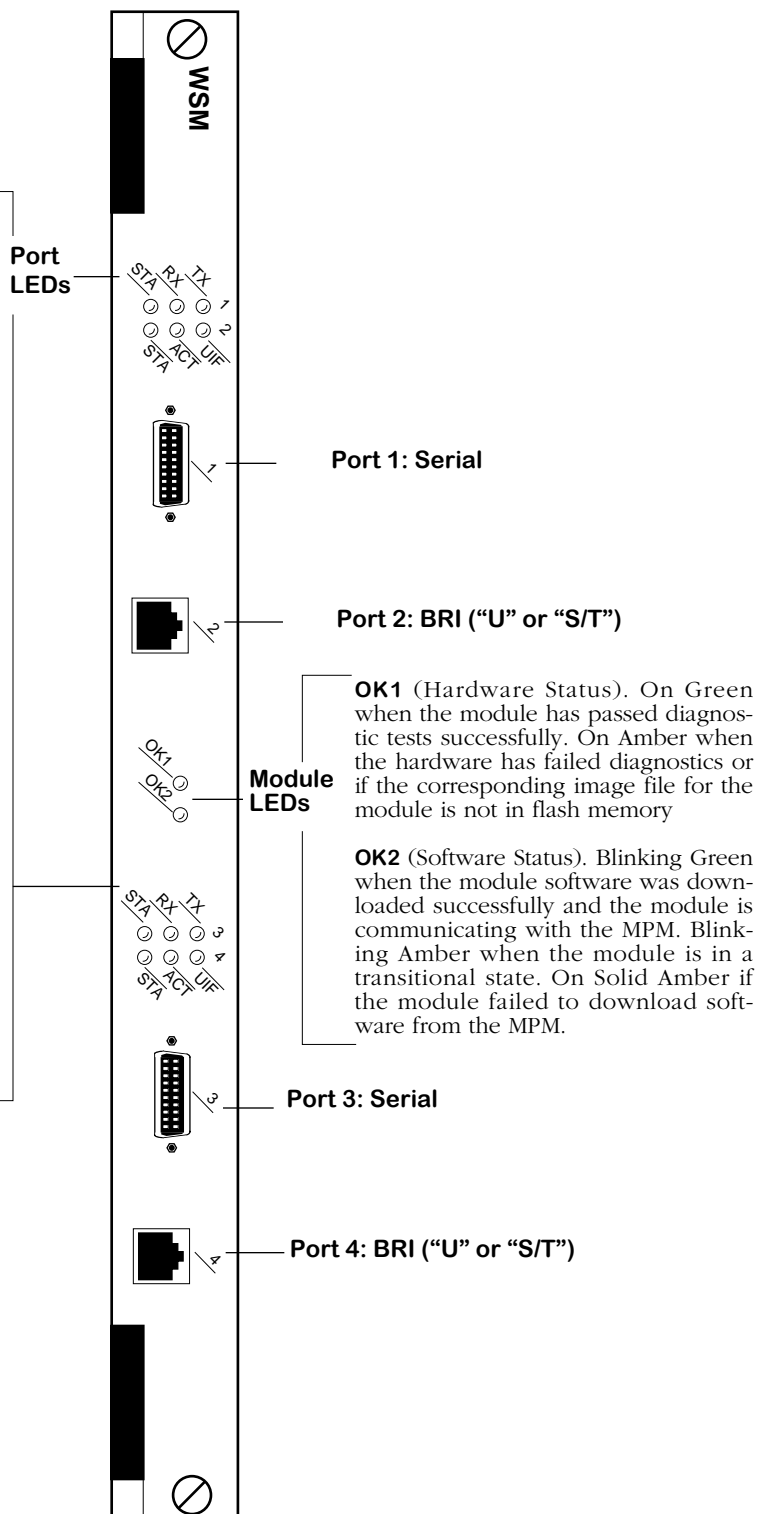 WSM
Port
LEDs
STA RX TX
1
2
STA ACT UIF
1
Port 1: Serial
2
Port 2: BRI (“U” or “S/T”)
OK1
OK2
Module
LEDs
OK1 (Hardware Status). On Green
when the module has passed diagnos-
tic tests successfully. On Amber when
the hardware has failed diagnostics or
if the corresponding image file for the
module is not in flash memory
OK2 (Software Status). Blinking Green
when the module software was down-
loaded successfully and the module is
communicating with the MPM. Blink-
ing Amber when the module is in a
transitional state. On Solid Amber if
the module failed to download soft-
ware from the MPM.
STA RX TX
3
4
STA ACT UIF
3
Port 3: Serial
4
Port 4: BRI (“U” or “S/T”)